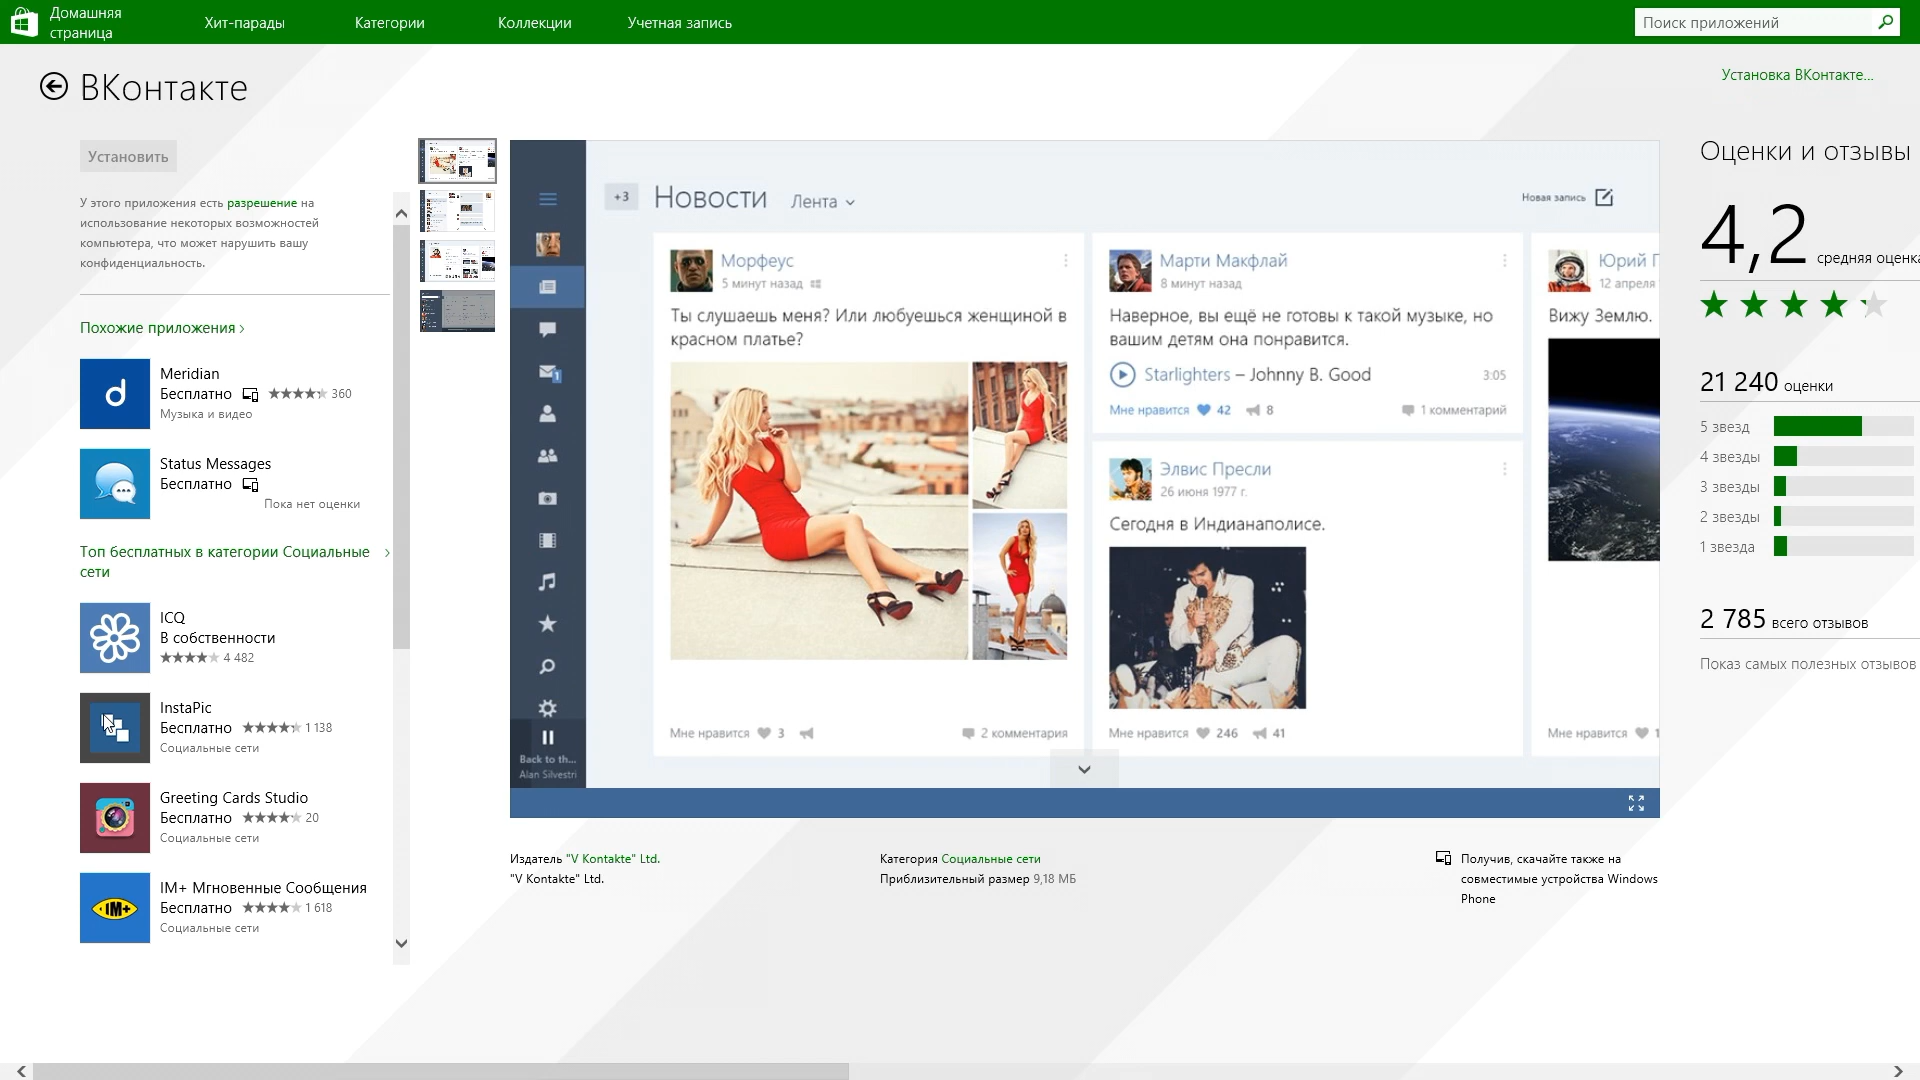 Домашняя
страница
Хит-парады
Категории
Коллекции
Учетная запись
Поиск приложений
ВКонтакте
Установка ВКонтакте...
Установить
У этого приложения есть разрешение на
использование некоторых возможностей
компьютера, что может нарушить вашу
конфиденциальность.
Похожие приложения
Meridian
Бесплатно 360
Музыка и видео
Status Messages
Бесплатно
Пока нет оценки
Топ бесплатных в категории Социальные
сети
ICQ
В собственности
4 482
InstaPic
Бесплатно 1 138
Социальные сети
Greeting Cards Studio
Бесплатно 20
Социальные сети
IM+ Мгновенные Сообщения
Бесплатно 1 618
Социальные сети
+3 Новости Лента
Новая запись
1
Back to th...
Alan Silvestri
Морфеус
5 минут назад
Ты слушаешь меня? Или любуешься женщиной в
красном платье?
Мне нравится 3
2 комментария
Марти Макфлай
8 минут назад
Наверное, вы ещё не готовы к такой музыке, но
вашим детям она понравится.
Starlighters – Johnny B. Good 3:05
Мне нравится 42 8 1 комментарий
Элвис Пресли
26 июня 1977 г.
Сегодня в Индианаполисе.
Мне нравится 246 41
Юрий Г
12 апреля
Вижу Землю.
Мне нравится 1
Издатель "V Kontakte" Ltd.
"V Kontakte" Ltd.
Категория Социальные сети
Приблизительный размер 9,18 МБ
Получив, скачайте также на
совместимые устройства Windows
Phone
Оценки и отзывы
4,2 средняя оценка
21 240 оценки
5 звезд
4 звезды
3 звезды
2 звезды
1 звезда
2 785 всего отзывов
Показ самых полезных отзывов